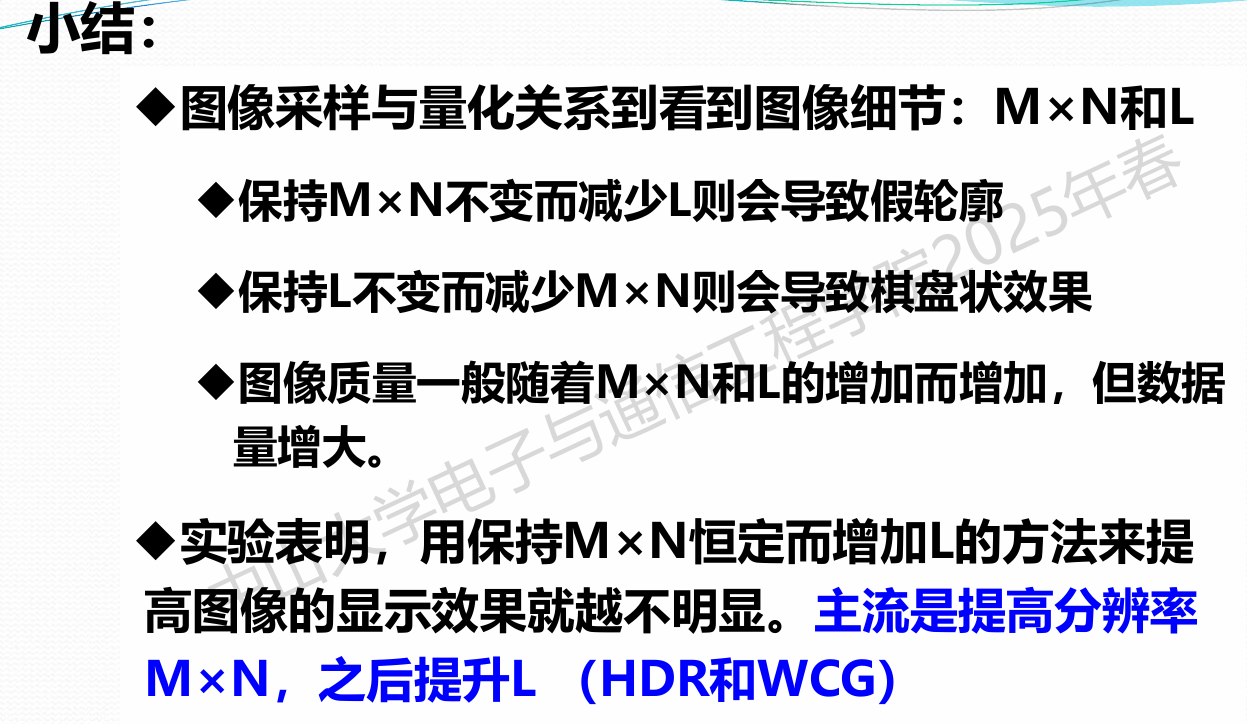 小结：
◆图像采样与量化关系到看到图像细节：M×N和L
◆保持M×N不变而减少L则会导致假轮廓
◆保持L不变而减少M×N则会导致棋盘状效果
◆图像质量一般随着M×N和L的增加而增加，但数据
量增大。
◆实验表明，用保持M×N恒定而增加L的方法来提
高图像的显示效果就越不明显。主流是提高分辨率
M×N，之后提升L （HDR和WCG）
中山大学电子与通信工程学院2025年春